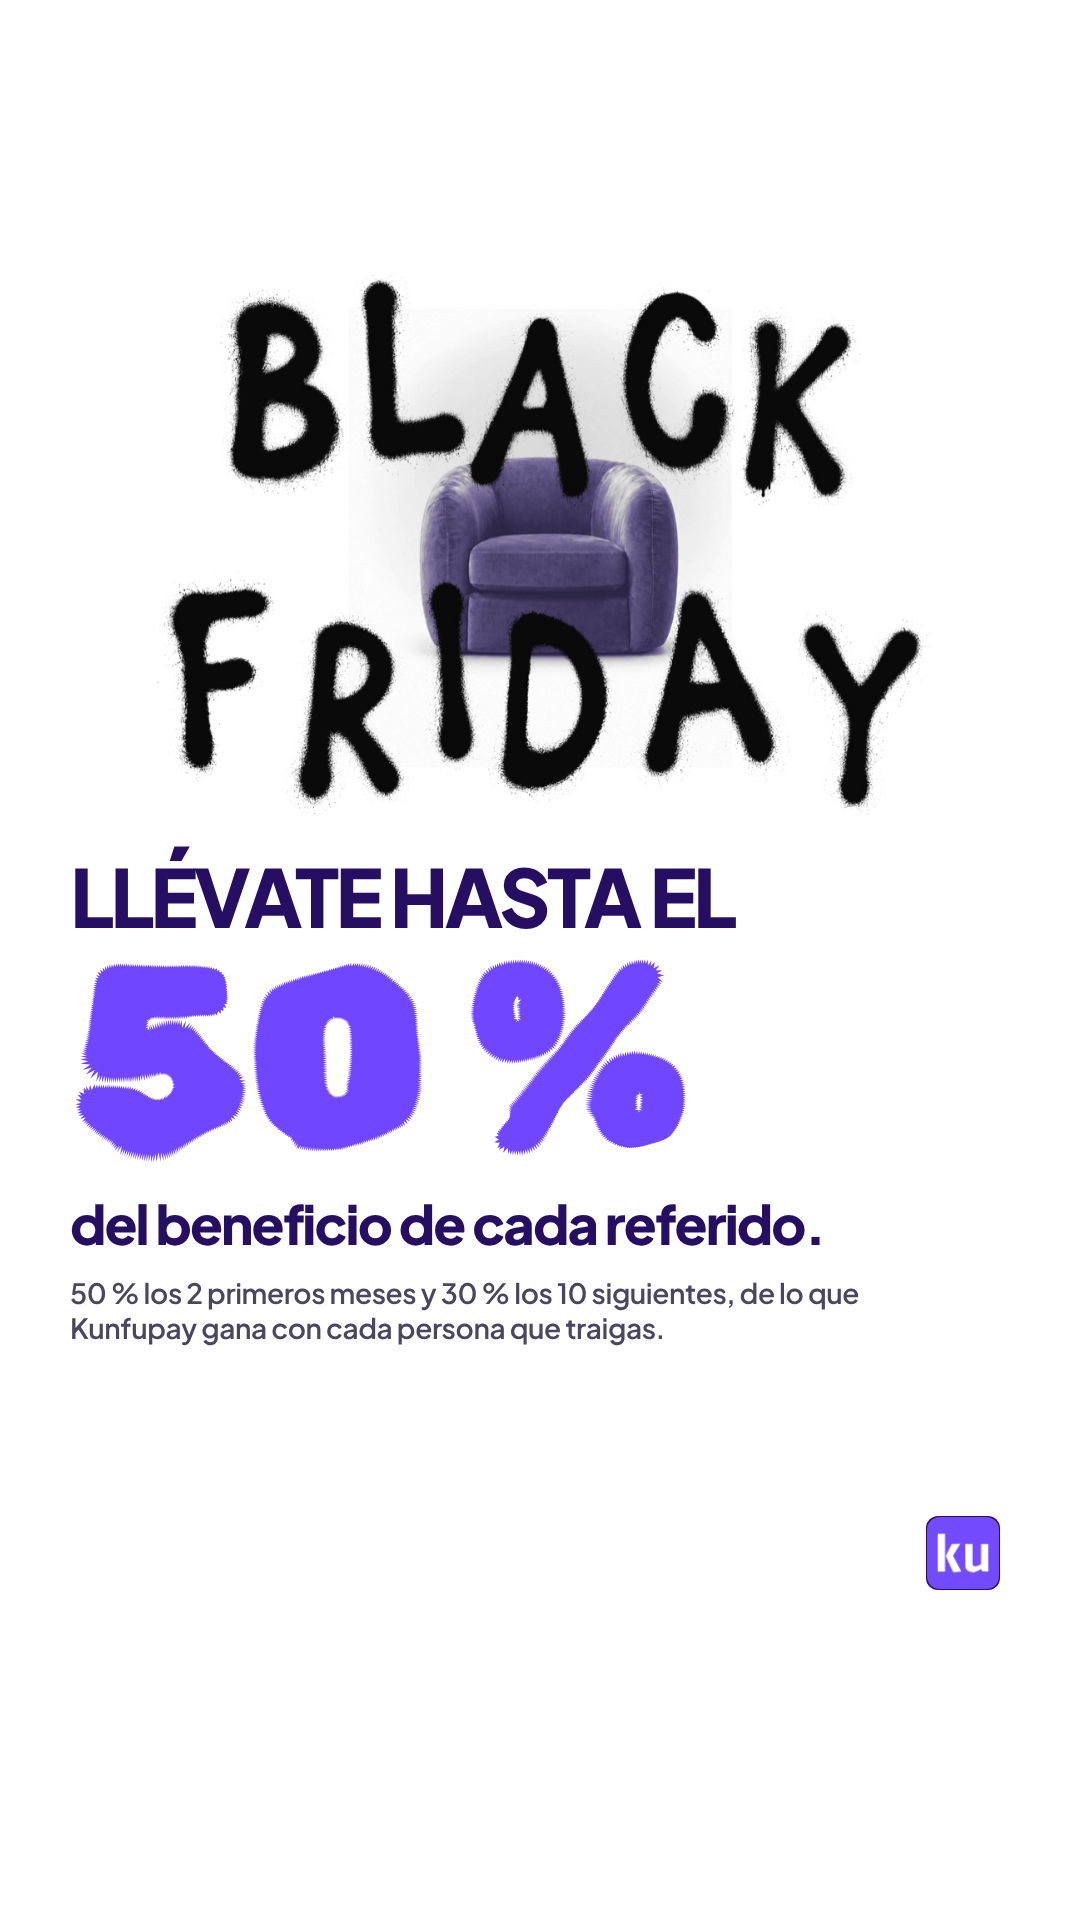 BLACK
FRIDAY
LLÉVATE HASTA EL
50 %
del beneficio de cada referido.
50 % los 2 primeros meses y 30 % los 10 siguientes, de lo que
Kunfupay gana con cada persona que traigas.
ku